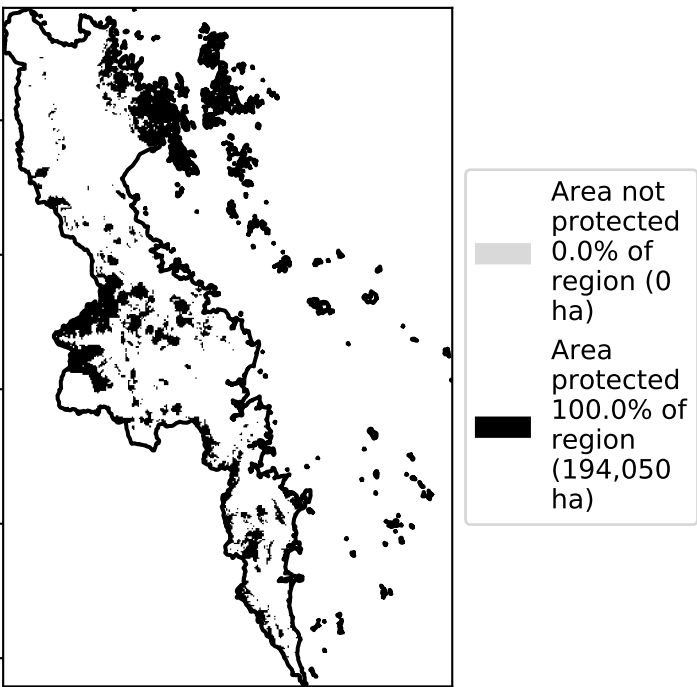 Area not
protected
0.0% of
region (0
ha)
Area
protected
100.0% of
region
(194,050
ha)